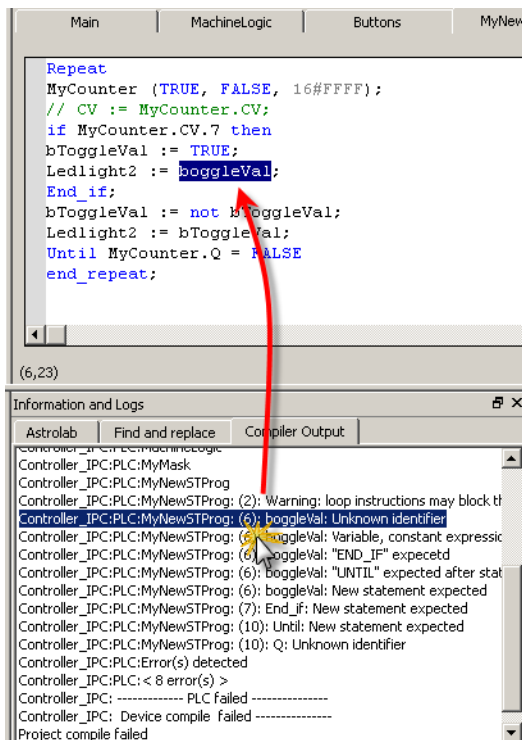 Main MachineLogic Buttons MyNew
Repeat
MyCounter (TRUE, FALSE, 16#FFFF);
// CV := MyCounter.CV;
if MyCounter.CV.7 then
bToggleVal := TRUE;
Ledlight2 := boggleVal;
End_if;
bToggleVal := not bToggleVal;
Ledlight2 := bToggleVal;
Until MyCounter.Q = FALSE
end_repeat;
(6,23)
Information and Logs
Astrolab Find and replace Compiler Output
Controller_IPC:PLC:MachineLogic
Controller_IPC:PLC:MyMask
Controller_IPC:PLC:MyNewSTProg
Controller_IPC:PLC:MyNewSTProg: (2): Warning: loop instructions may block th
Controller_IPC:PLC:MyNewSTProg: (6): boggleVal: Unknown identifier
Controller_IPC:PLC:MyNewSTProg: (6): boggleVal: Variable, constant expressic
Controller_IPC:PLC:MyNewSTProg: (6): boggleVal: "END_IF" expecetd
Controller_IPC:PLC:MyNewSTProg: (6): boggleVal: "UNTIL" expected after stat
Controller_IPC:PLC:MyNewSTProg: (6): boggleVal: New statement expected
Controller_IPC:PLC:MyNewSTProg: (7): End_if: New statement expected
Controller_IPC:PLC:MyNewSTProg: (10): Until: New statement expected
Controller_IPC:PLC:MyNewSTProg: (10): Q: Unknown identifier
Controller_IPC:PLC:Error(s) detected
Controller_IPC:PLC:< 8 error(s) >
Controller_IPC: ------------- PLC failed ---------------
Controller_IPC: Device compile failed ---------------
Project compile failed